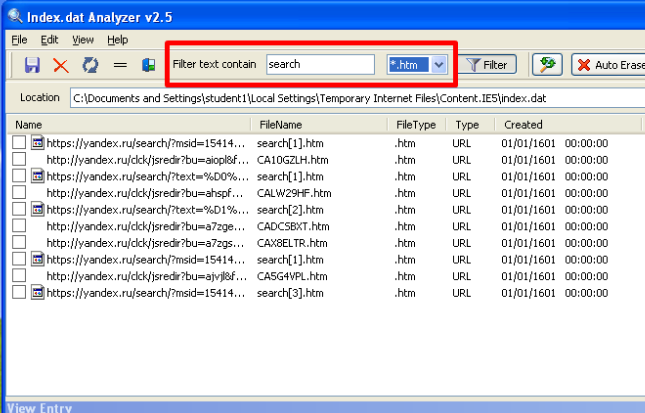 Index.dat Analyzer v2.5
File Edit View Help
Filter text contain search *.htm Filter Auto Erase
Location C:\Documents and Settings\student1\Local Settings\Temporary Internet Files\Content.IE5\index.dat
Name FileName FileType Type Created
https://yandex.ru/search/?msid=15414... search[1].htm .htm URL 01/01/1601 00:00:00
http://yandex.ru/clck/jsredir?bu=aiopl8f... CA10GZLH.htm .htm URL 01/01/1601 00:00:00
https://yandex.ru/search/?text=%D0%... search[1].htm .htm URL 01/01/1601 00:00:00
http://yandex.ru/clck/jsredir?bu=ahspf... CALW29HF.htm .htm URL 01/01/1601 00:00:00
https://yandex.ru/search/?text=%D1%... search[2].htm .htm URL 01/01/1601 00:00:00
http://yandex.ru/clck/jsredir?bu=a7zge... CADCSBXT.htm .htm URL 01/01/1601 00:00:00
http://yandex.ru/clck/jsredir?bu=a7zgs... CAX8ELTR.htm .htm URL 01/01/1601 00:00:00
https://yandex.ru/search/?msid=15414... search[1].htm .htm URL 01/01/1601 00:00:00
http://yandex.ru/clck/jsredir?bu=ajvjl8f... CA5G4VPL.htm .htm URL 01/01/1601 00:00:00
https://yandex.ru/search/?msid=15414... search[3].htm .htm URL 01/01/1601 00:00:00
View Entry